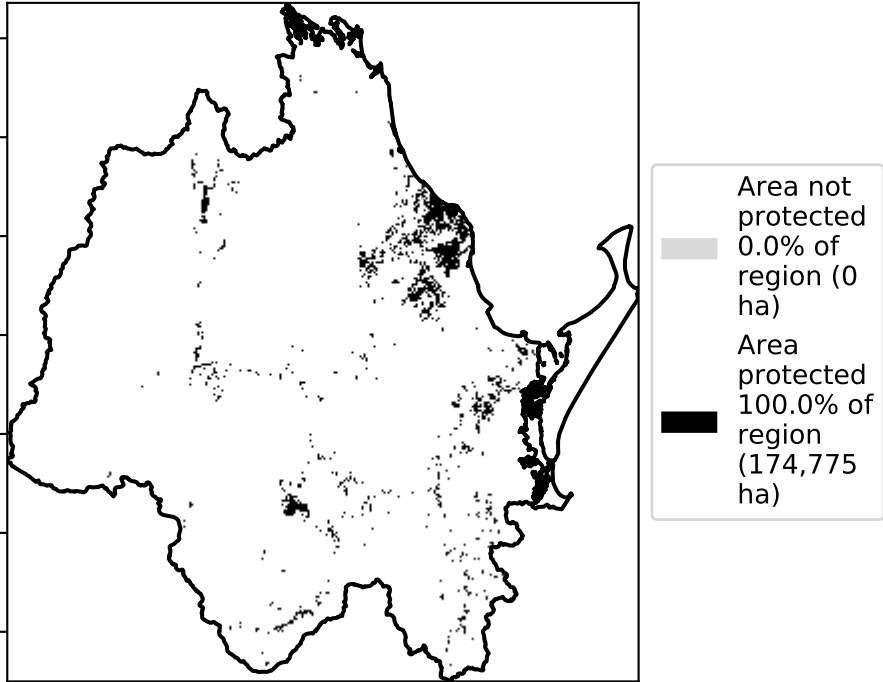 Area not
protected
0.0% of
region (0
ha)
Area
protected
100.0% of
region
(174,775
ha)